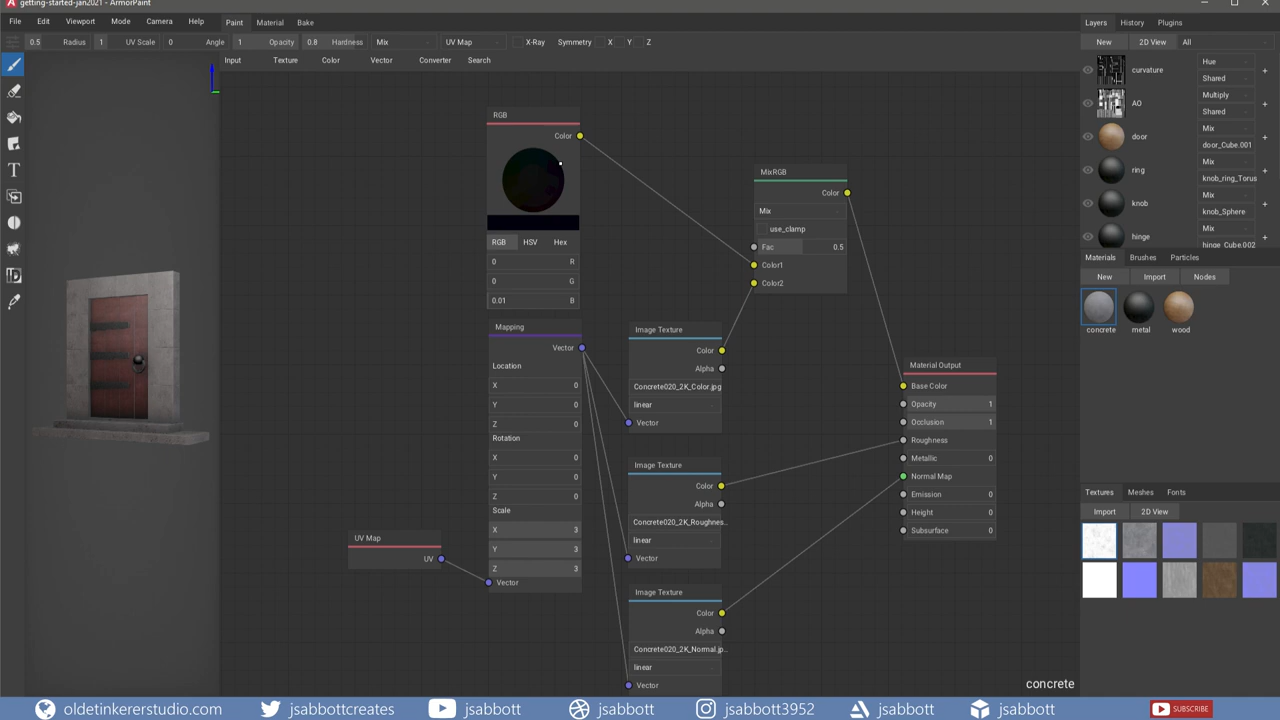 getting-started-jan2021 - ArmorPaint
File Edit Viewport Mode Camera Help
Paint Material Bake
Layers History Plugins
0.5 Radius 1 UV Scale 0 Angle 1 Opacity 0.8 Hardness Mix UV Map X-Ray Symmetry X Y Z
New 2D View All
Input Texture Color Vector Converter Search
curvature
Hue
Shared
AO
Multiply
Shared
door
Mix
door_Cube.001
ring
Mix
knob_ring_Torus
knob
Mix
knob_Sphere
hinge
Mix
hinge_Cube.002
RGB
Color
RGB HSV Hex
0 R
0 G
0.01 B
MixRGB
Color
Mix
use_clamp
Fac 0.5
Color1
Color2
Mapping
Vector
Location
X 0
Y 0
Z 0
Rotation
X 0
Y 0
Z 0
Scale
X 3
Y 3
Z 3
Vector
UV Map
UV
Image Texture
Color
Alpha
Concrete020_2K_Color.jpg
linear
Vector
Image Texture
Color
Alpha
Concrete020_2K_Roughnes..
linear
Vector
Image Texture
Color
Alpha
Concrete020_2K_Normal.jp..
linear
Vector
Material Output
Base Color
Opacity 1
Occlusion 1
Roughness
Metallic 0
Normal Map
Emission 0
Height 0
Subsurface 0
Materials Brushes Particles
New Import Nodes
concrete metal wood
Textures Meshes Fonts
Import 2D View
concrete
oldetinkererstudio.com jsabbottcreates jsabbott jsabbott jsabbott3952 jsabbott jsabbott SUBSCRIBE